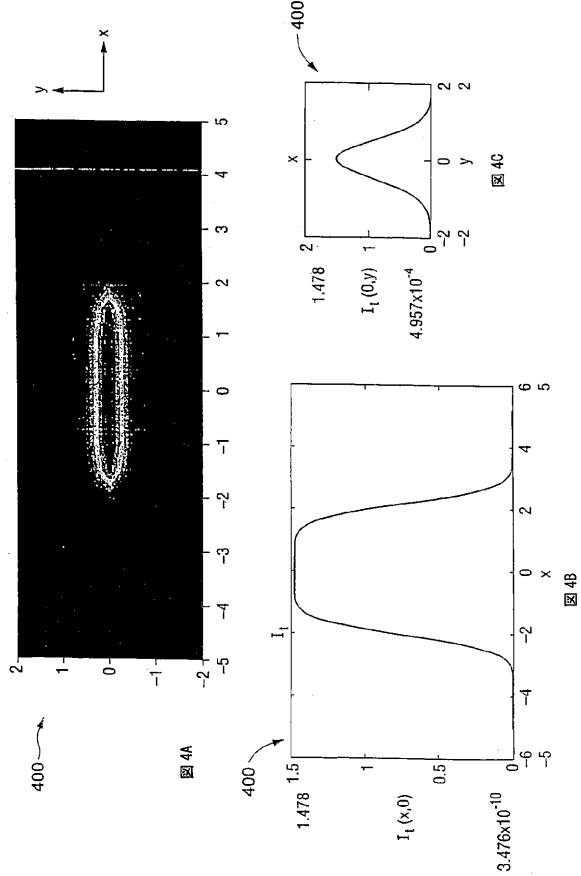 400
2
1
0
-1
-2
-5 -4 -3 -2 -1 0 1 2 3 4 5
y
x
図 4A
400
I_t
1.5
1.478
1
I_t (x,0)
0.5
3.476x10^-10
0
-6 -4 -2 0 2 4 6
-5 x 5
図 4B
400
x
2
1.478
1
I_t (0,y)
4.957x10^-4
0
-2 0 2
-2 y 2
図 4C